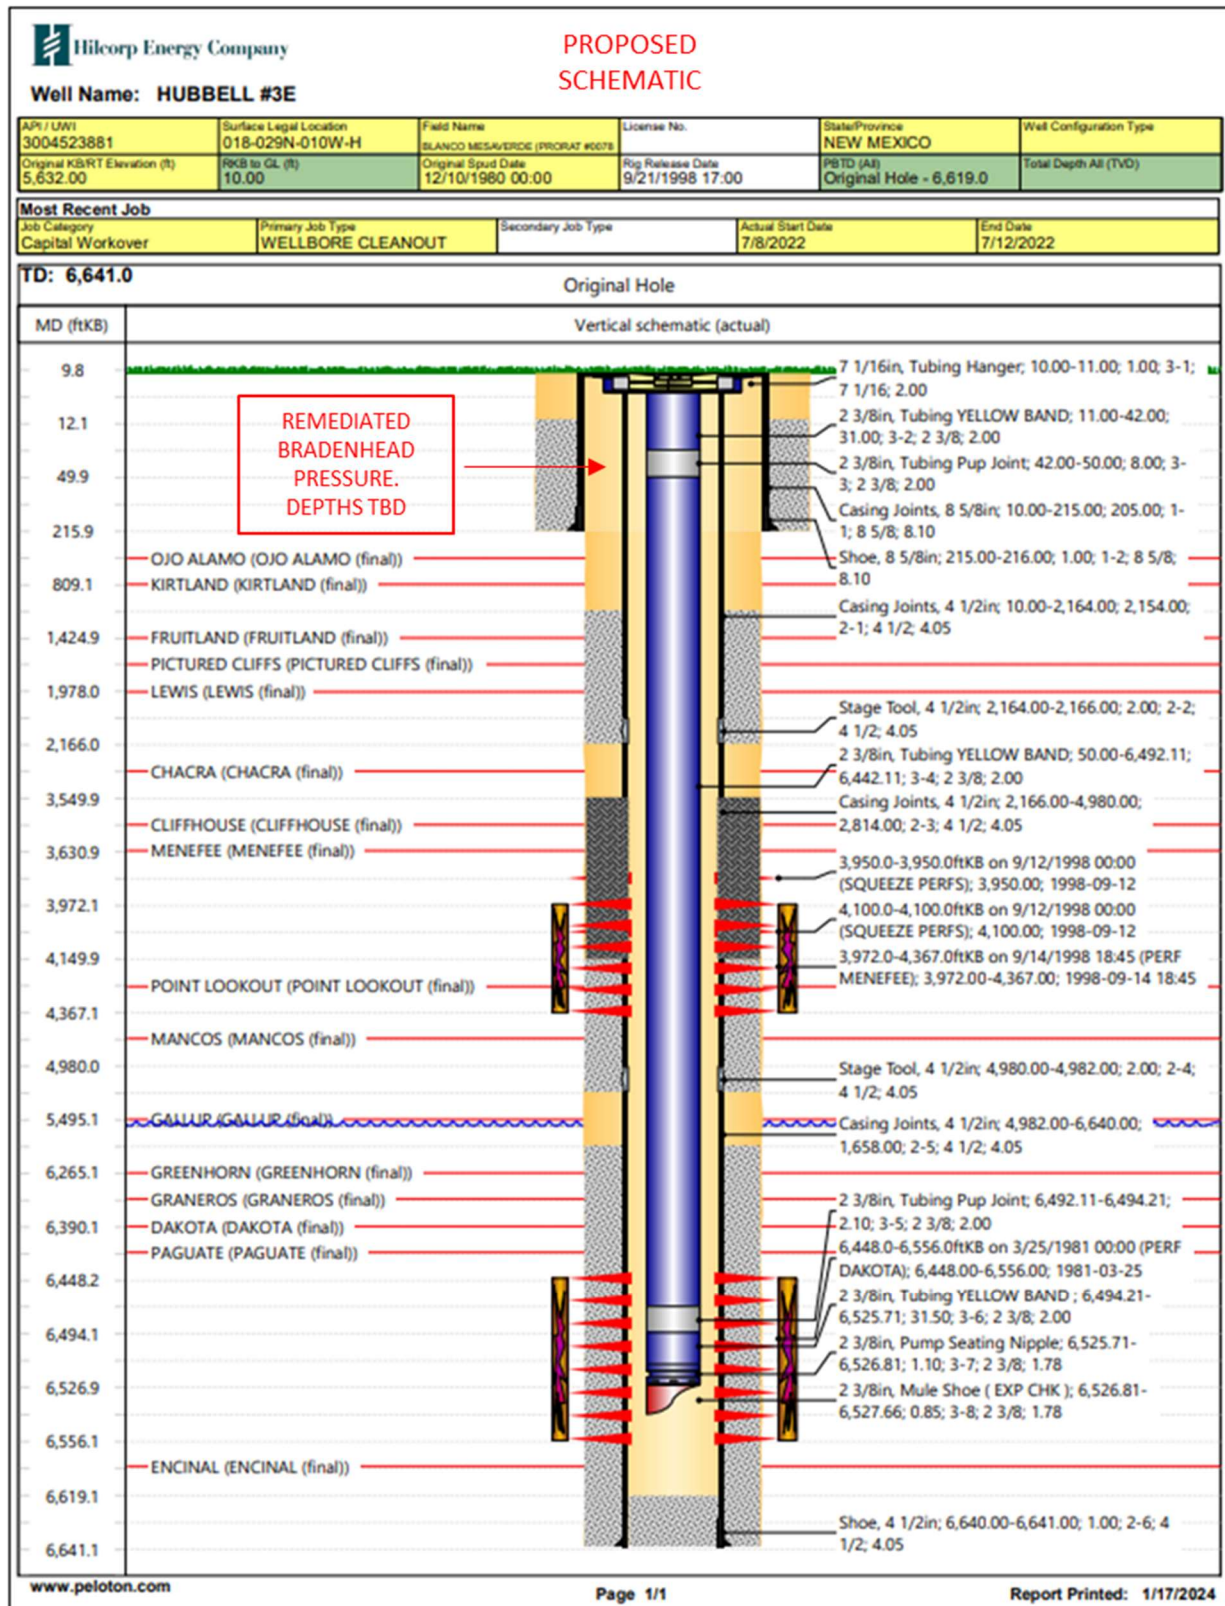 Hilcorp Energy Company
PROPOSED
SCHEMATIC
Well Name: HUBBELL #3E
API / UWI
3004523881
Surface Legal Location
018-029N-010W-H
Field Name
BLANCO MESAVERDE (PRORAT #0078
License No.
State/Province
NEW MEXICO
Well Configuration Type
Original KB/RT Elevation (ft)
5,632.00
RKB to GL (ft)
10.00
Original Spud Date
12/10/1980 00:00
Rig Release Date
9/21/1998 17:00
PBTD (All)
Original Hole - 6,619.0
Total Depth All (TVD)
Most Recent Job
Job Category
Capital Workover
Primary Job Type
WELLBORE CLEANOUT
Secondary Job Type
Actual Start Date
7/8/2022
End Date
7/12/2022
TD: 6,641.0
Original Hole
MD (ftKB)
Vertical schematic (actual)
9.8
12.1
49.9
215.9
809.1
1,424.9
1,978.0
2,166.0
3,549.9
3,630.9
3,972.1
4,149.9
4,367.1
4,980.0
5,495.1
6,265.1
6,390.1
6,448.2
6,494.1
6,526.9
6,556.1
6,619.1
6,641.1
REMEDIATED
BRADENHEAD
PRESSURE.
DEPTHS TBD
OJO ALAMO (OJO ALAMO (final))
KIRTLAND (KIRTLAND (final))
FRUITLAND (FRUITLAND (final))
PICTURED CLIFFS (PICTURED CLIFFS (final))
LEWIS (LEWIS (final))
CHACRA (CHACRA (final))
CLIFFHOUSE (CLIFFHOUSE (final))
MENEFEE (MENEFEE (final))
POINT LOOKOUT (POINT LOOKOUT (final))
MANCOS (MANCOS (final))
GALLUP (GALLUP (final))
GREENHORN (GREENHORN (final))
GRANEROS (GRANEROS (final))
DAKOTA (DAKOTA (final))
PAGUATE (PAGUATE (final))
ENCINAL (ENCINAL (final))
7 1/16in, Tubing Hanger; 10.00-11.00; 1.00; 3-1;
7 1/16; 2.00
2 3/8in, Tubing YELLOW BAND; 11.00-42.00;
31.00; 3-2; 2 3/8; 2.00
2 3/8in, Tubing Pup Joint; 42.00-50.00; 8.00; 3-
3; 2 3/8; 2.00
Casing Joints, 8 5/8in; 10.00-215.00; 205.00; 1-
1; 8 5/8; 8.10
Shoe, 8 5/8in; 215.00-216.00; 1.00; 1-2; 8 5/8;
8.10
Casing Joints, 4 1/2in; 10.00-2,164.00; 2,154.00;
2-1; 4 1/2; 4.05
Stage Tool, 4 1/2in; 2,164.00-2,166.00; 2.00; 2-2;
4 1/2; 4.05
2 3/8in, Tubing YELLOW BAND; 50.00-6,492.11;
6,442.11; 3-4; 2 3/8; 2.00
Casing Joints, 4 1/2in; 2,166.00-4,980.00;
2,814.00; 2-3; 4 1/2; 4.05
3,950.0-3,950.0ftKB on 9/12/1998 00:00
(SQUEEZE PERFS); 3,950.00; 1998-09-12
4,100.0-4,100.0ftKB on 9/12/1998 00:00
(SQUEEZE PERFS); 4,100.00; 1998-09-12
3,972.0-4,367.0ftKB on 9/14/1998 18:45 (PERF
MENEFEE); 3,972.00-4,367.00; 1998-09-14 18:45
Stage Tool, 4 1/2in; 4,980.00-4,982.00; 2.00; 2-4;
4 1/2; 4.05
Casing Joints, 4 1/2in; 4,982.00-6,640.00;
1,658.00; 2-5; 4 1/2; 4.05
2 3/8in, Tubing Pup Joint; 6,492.11-6,494.21;
2.10; 3-5; 2 3/8; 2.00
6,448.0-6,556.0ftKB on 3/25/1981 00:00 (PERF
DAKOTA); 6,448.00-6,556.00; 1981-03-25
2 3/8in, Tubing YELLOW BAND ; 6,494.21-
6,525.71; 31.50; 3-6; 2 3/8; 2.00
2 3/8in, Pump Seating Nipple; 6,525.71-
6,526.81; 1.10; 3-7; 2 3/8; 1.78
2 3/8in, Mule Shoe ( EXP CHK ); 6,526.81-
6,527.66; 0.85; 3-8; 2 3/8; 1.78
Shoe, 4 1/2in; 6,640.00-6,641.00; 1.00; 2-6; 4
1/2; 4.05
www.peloton.com
Page 1/1
Report Printed: 1/17/2024